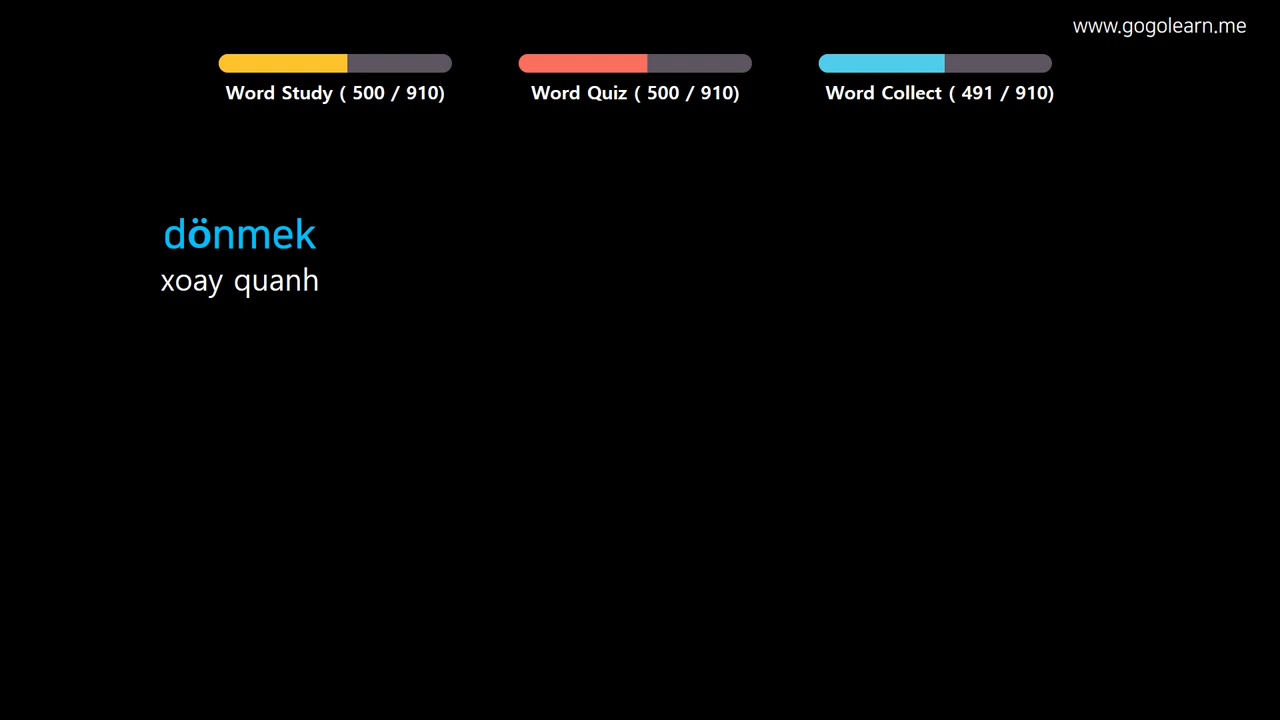 www.gogolearn.me
Word Study ( 500 / 910)
Word Quiz ( 500 / 910)
Word Collect ( 491 / 910)
dönmek
xoay quanh